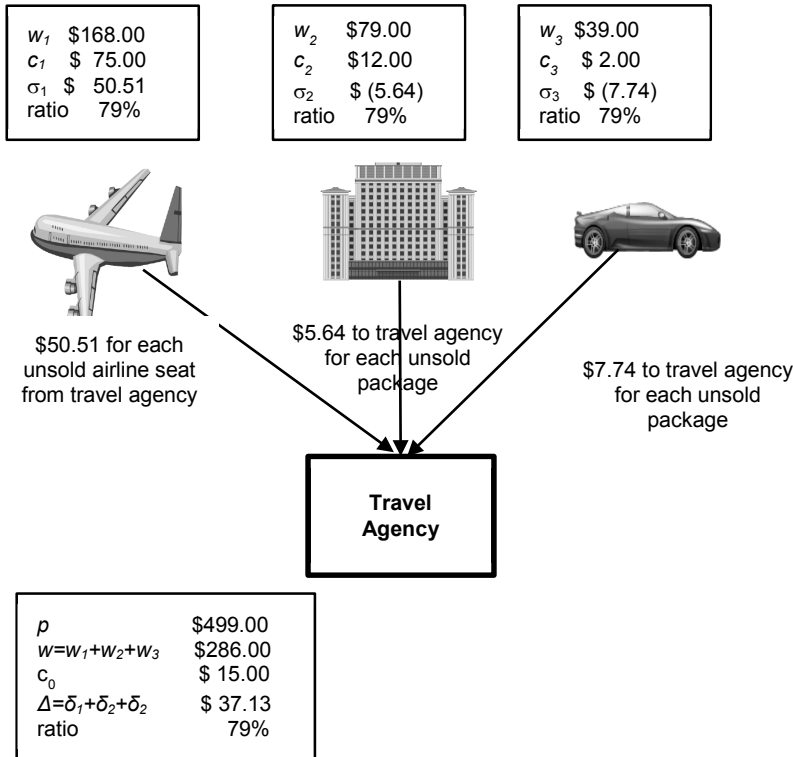 w₁ $168.00
c₁ $ 75.00
σ₁ $ 50.51
ratio 79%
w₂ $79.00
c₂ $12.00
σ₂ $ (5.64)
ratio 79%
w₃ $39.00
c₃ $ 2.00
σ₃ $ (7.74)
ratio 79%
$50.51 for each
unsold airline seat
from travel agency
$5.64 to travel agency
for each unsold
package
$7.74 to travel agency
for each unsold
package
Travel
Agency
p $499.00
w=w₁+w₂+w₃ $286.00
c₀ $ 15.00
Δ=δ₁+δ₂+δ₂ $ 37.13
ratio 79%